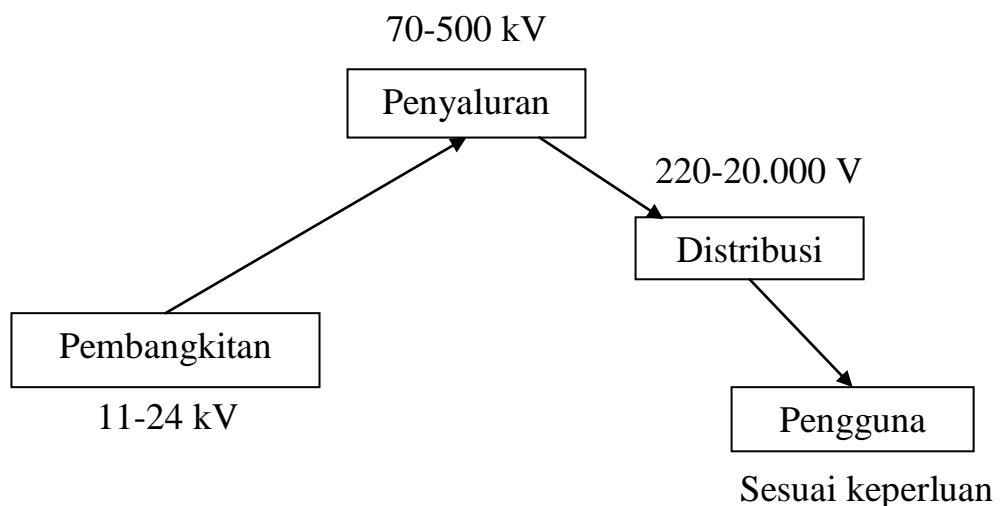 70-500 kV
Penyaluran
220-20.000 V
Distribusi
Pembangkitan
11-24 kV
Pengguna
Sesuai keperluan